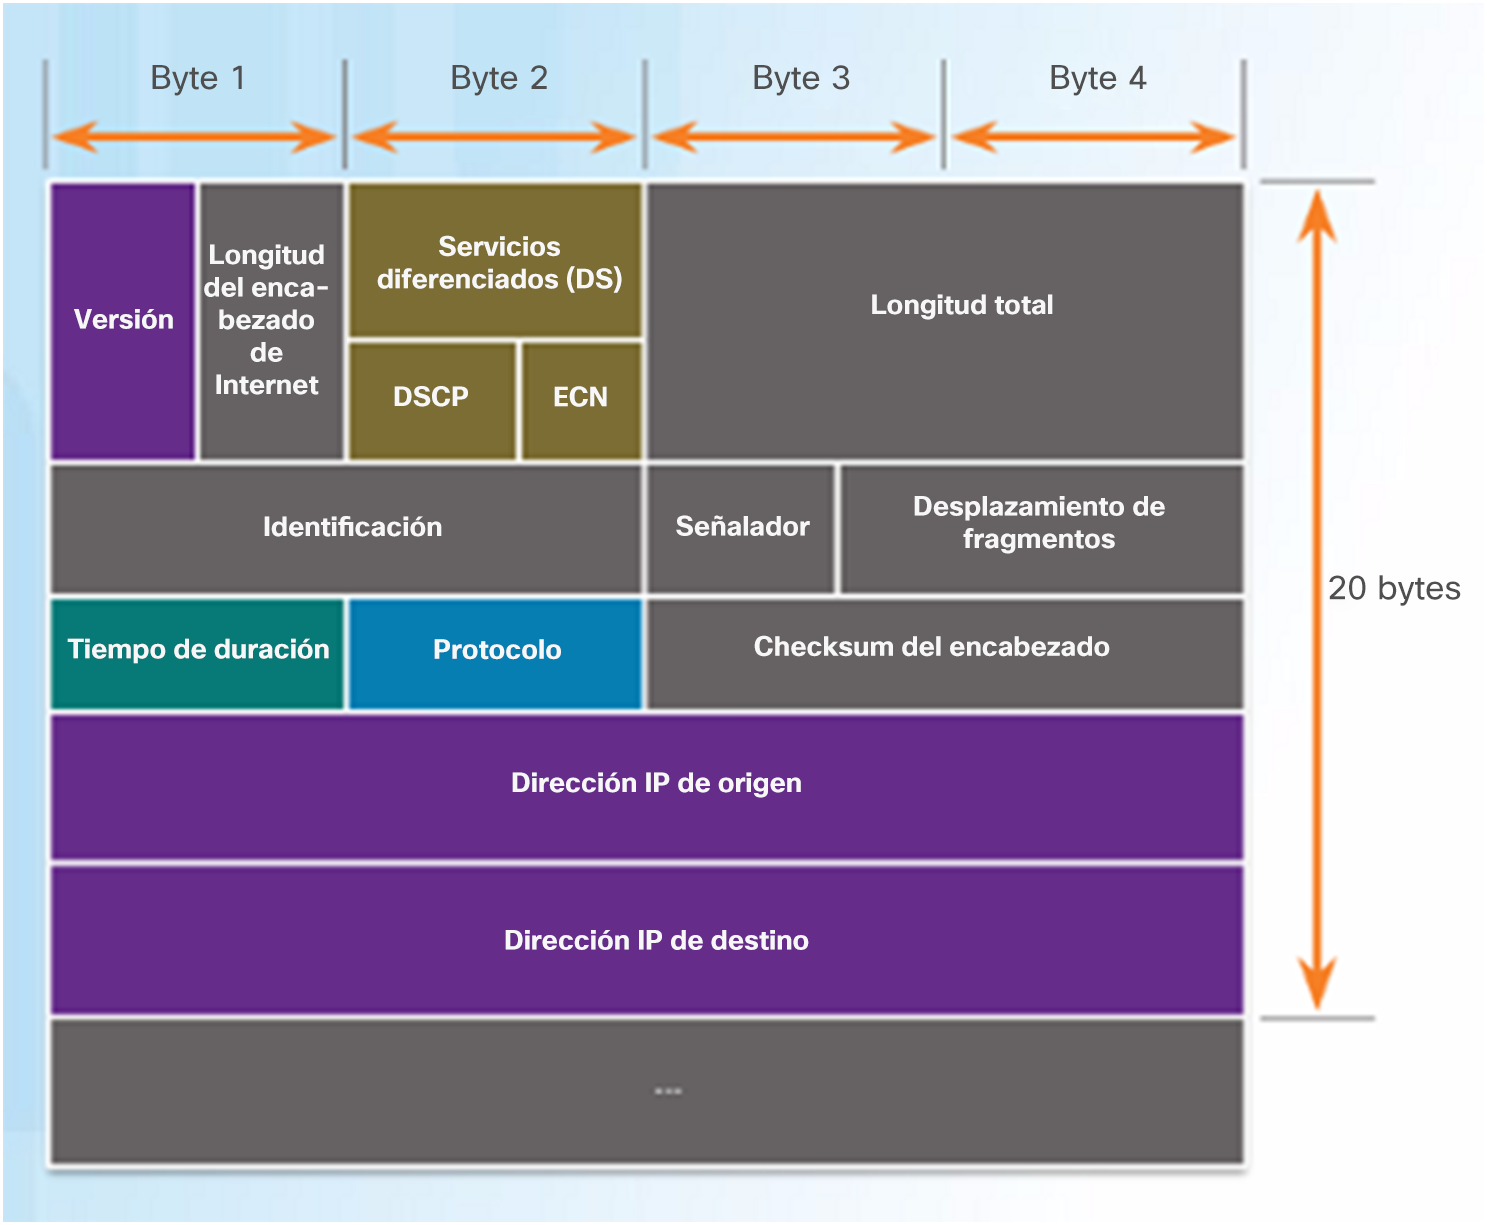 Byte 1
Byte 2
Byte 3
Byte 4
Versión
Longitud
del enca-
bezado
de
Internet
Servicios
diferenciados (DS)
DSCP
ECN
Longitud total
Identificación
Señalador
Desplazamiento de
fragmentos
Tiempo de duración
Protocolo
Checksum del encabezado
Dirección IP de origen
Dirección IP de destino
---
20 bytes